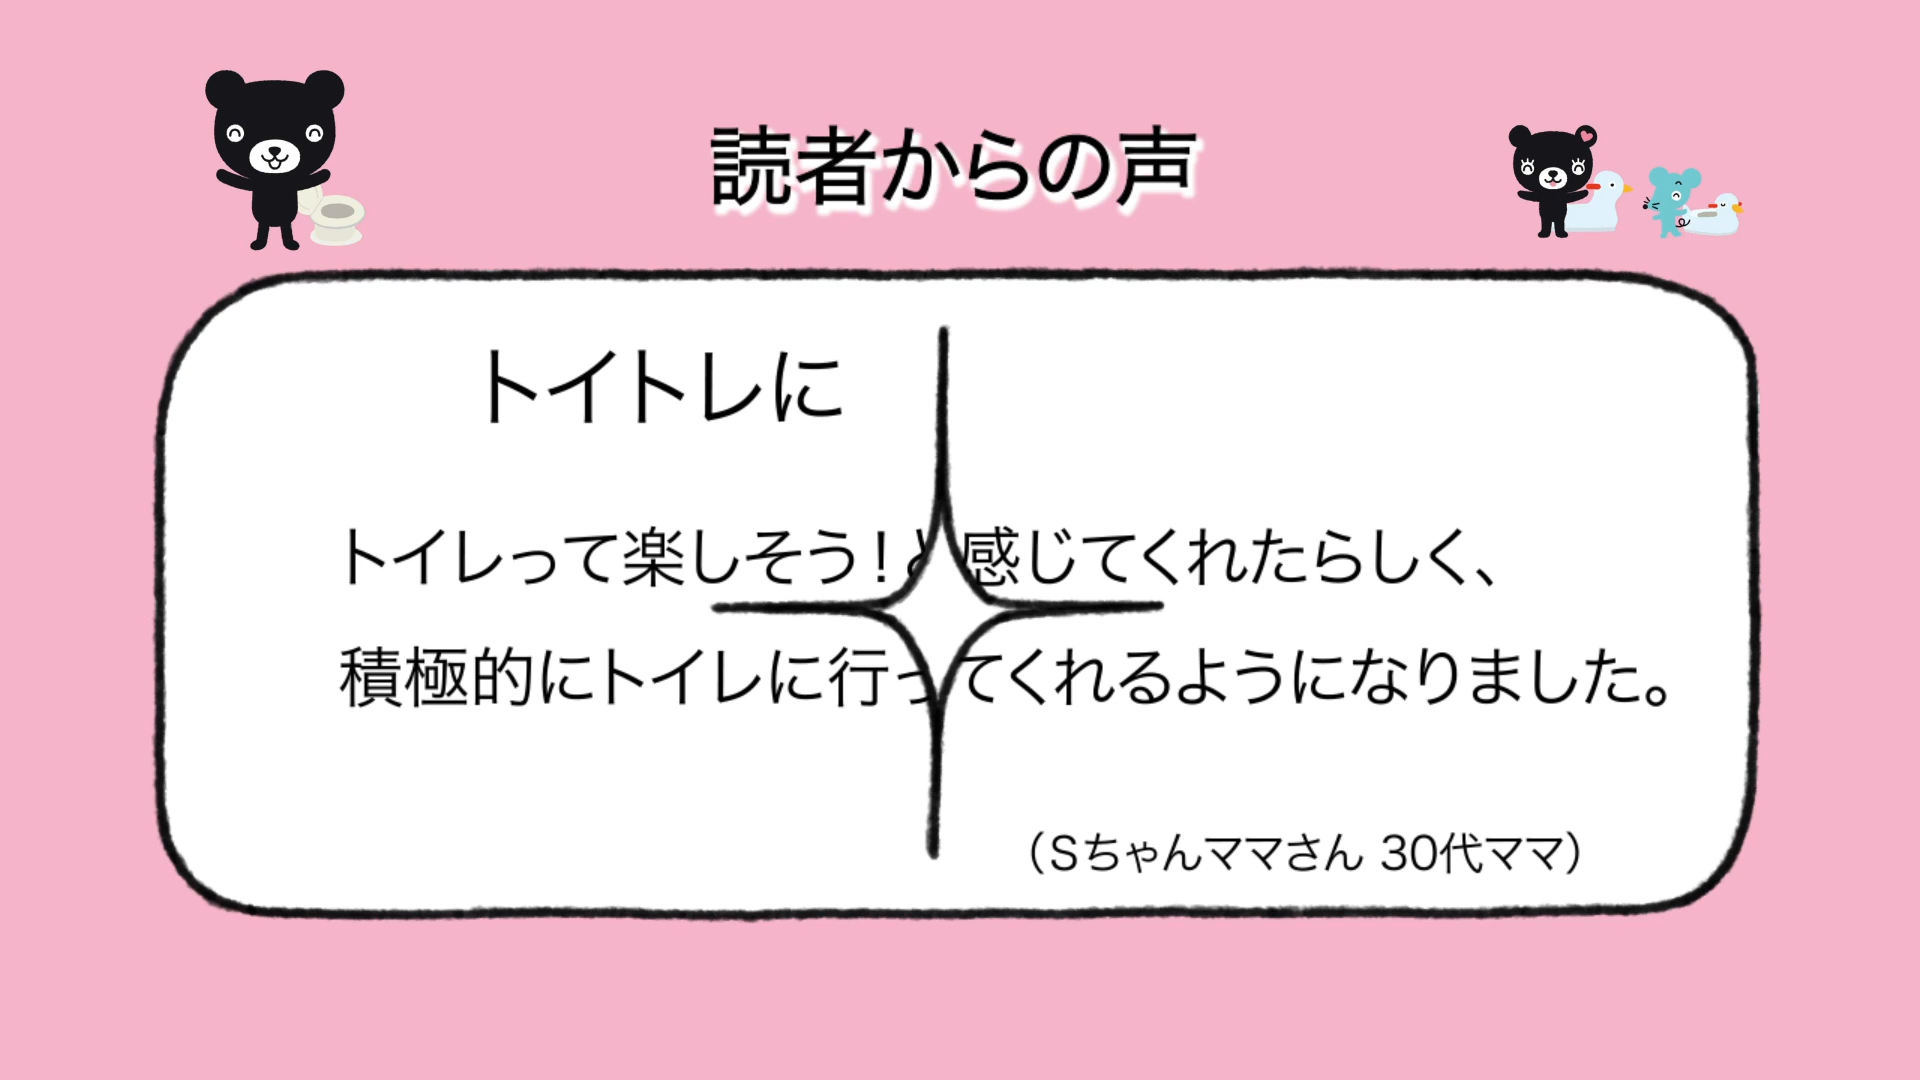 読者からの声
トイトレに
トイレって楽しそう！と感じてくれたらしく、
積極的にトイレに行ってくれるようになりました。
（Sちゃんママさん 30代ママ）